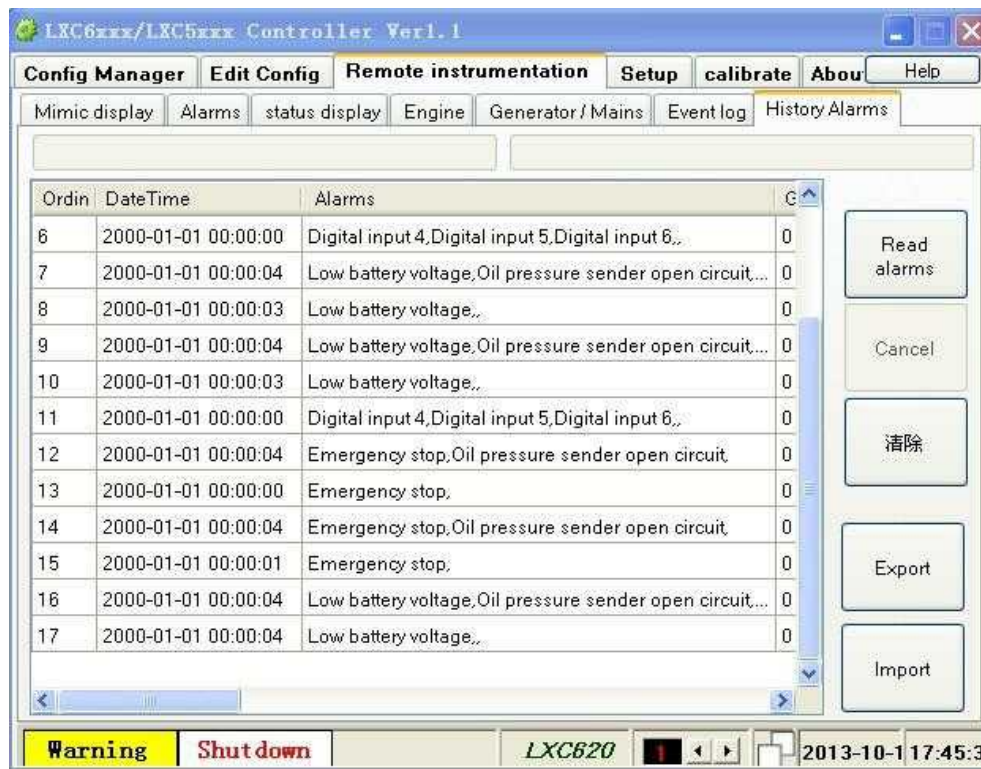 LXC6xxx/LXC5xxx Controller Ver1.1
Config Manager Edit Config Remote instrumentation Setup calibrate Abou Help
Mimic display Alarms status display Engine Generator / Mains Event log History Alarms
Ordin DateTime Alarms G
6 2000-01-01 00:00:00 Digital input 4,Digital input 5,Digital input 6,, 0
7 2000-01-01 00:00:04 Low battery voltage,Oil pressure sender open circuit,... 0
8 2000-01-01 00:00:03 Low battery voltage,, 0
9 2000-01-01 00:00:04 Low battery voltage,Oil pressure sender open circuit,... 0
10 2000-01-01 00:00:03 Low battery voltage,, 0
11 2000-01-01 00:00:00 Digital input 4,Digital input 5,Digital input 6,, 0
12 2000-01-01 00:00:04 Emergency stop,Oil pressure sender open circuit, 0
13 2000-01-01 00:00:00 Emergency stop, 0
14 2000-01-01 00:00:04 Emergency stop,Oil pressure sender open circuit, 0
15 2000-01-01 00:00:01 Emergency stop, 0
16 2000-01-01 00:00:04 Low battery voltage,Oil pressure sender open circuit,... 0
17 2000-01-01 00:00:04 Low battery voltage,, 0
Read
alarms
Cancel
清除
Export
Import
Warning Shutdown LXC620 1 2013-10-1 17:45:3